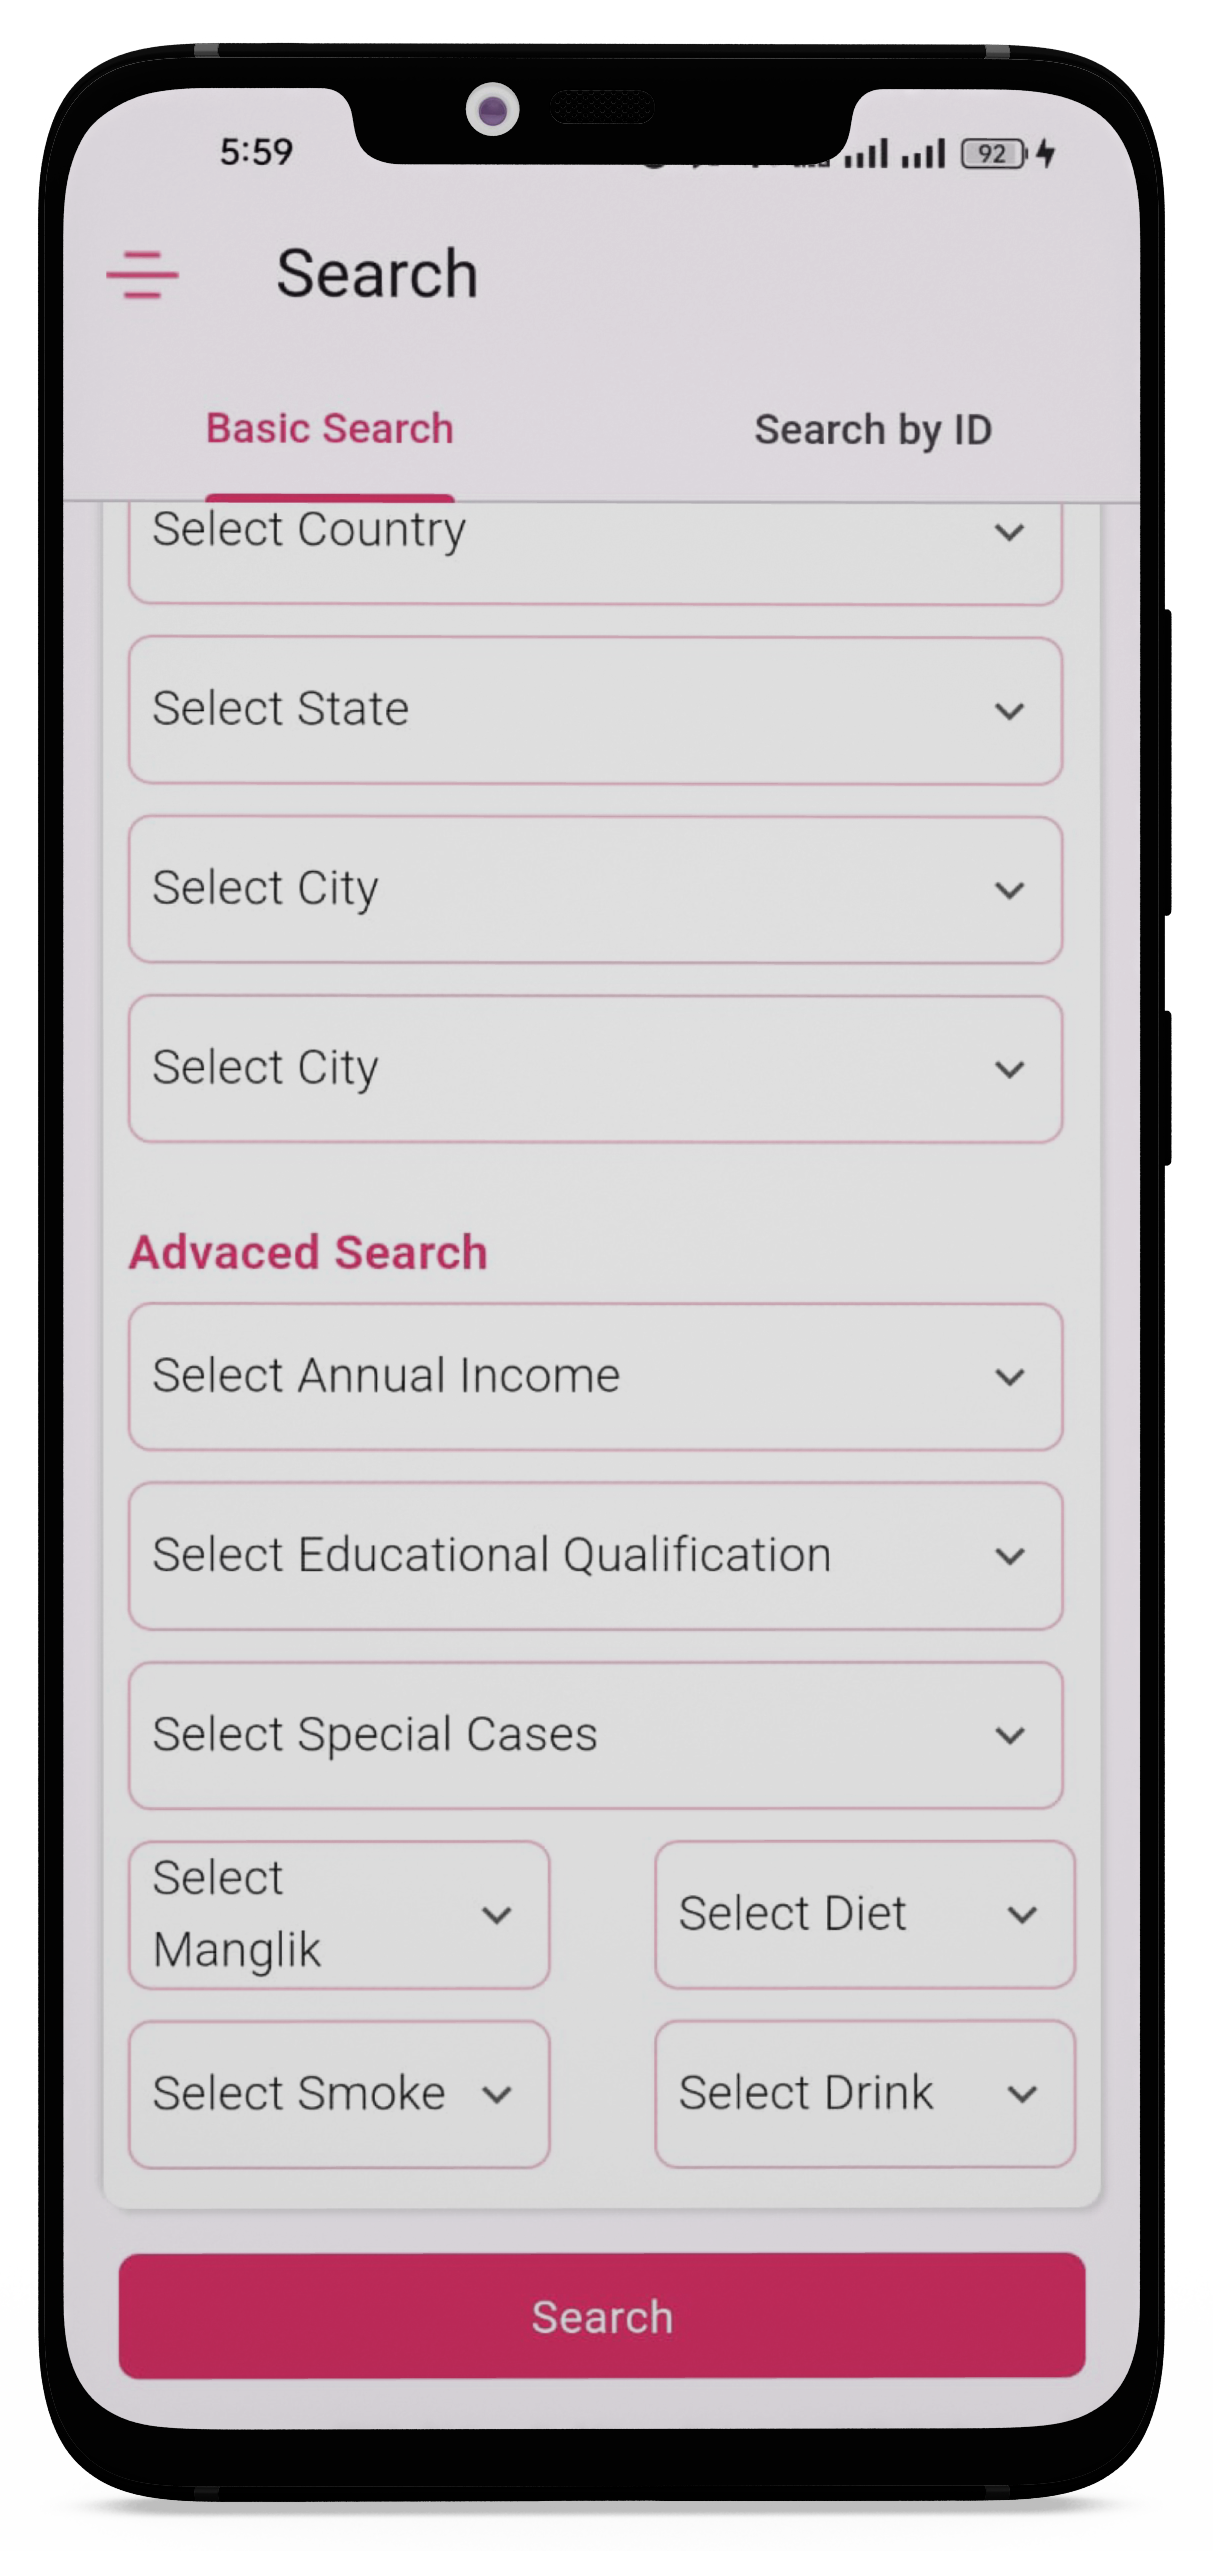 5:59
92
Search
Basic Search
Search by ID
Select Country
Select State
Select City
Select City
Advaced Search
Select Annual Income
Select Educational Qualification
Select Special Cases
Select
Manglik
Select Diet
Select Smoke
Select Drink
Search